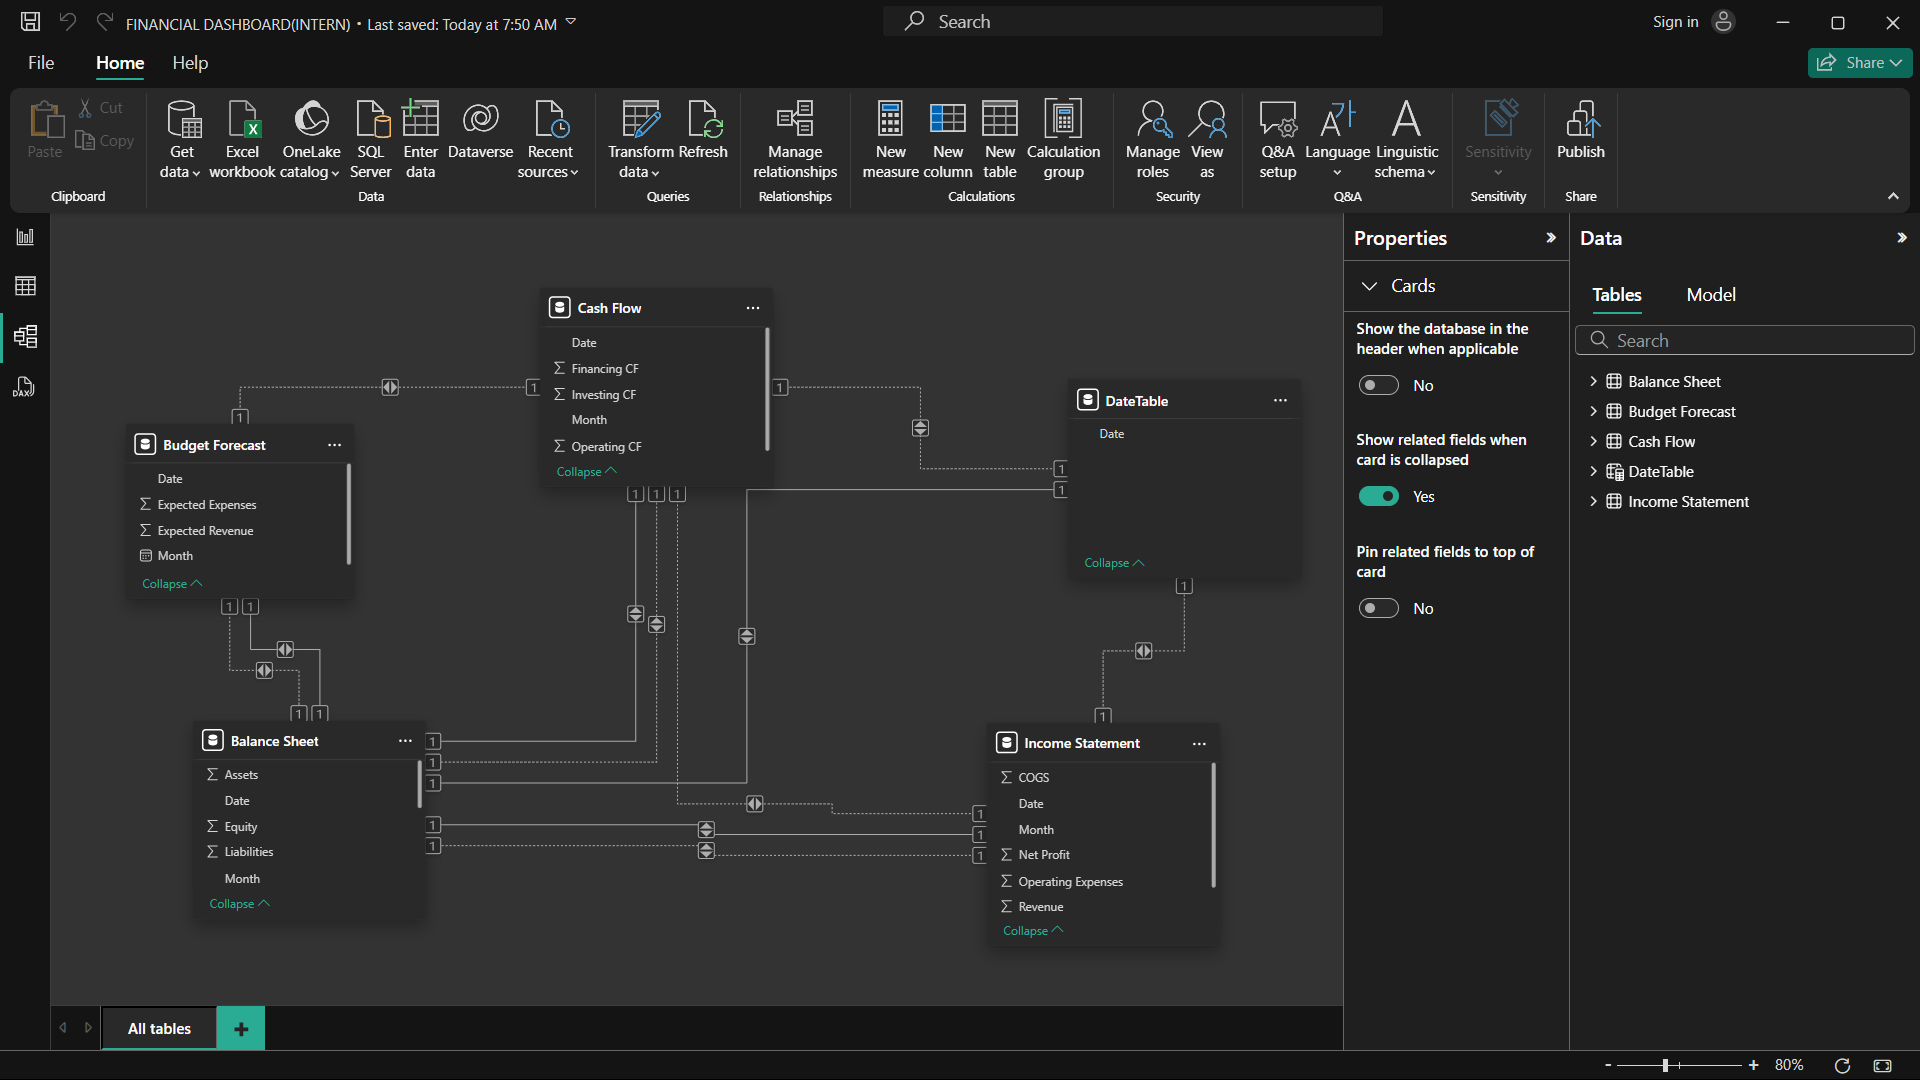 FINANCIAL DASHBOARD(INTERN) • Last saved: Today at 7:50 AM
Search
Sign in
File
Home
Help
Share
Paste
Cut
Copy
Clipboard
Get data
Excel workbook
OneLake catalog
SQL Server
Enter data
Dataverse
Recent sources
Data
Transform data
Refresh
Queries
Manage relationships
Relationships
New measure
New column
New table
Calculation group
Calculations
Manage roles
View as
Security
Q&A setup
Language
Linguistic schema
Q&A
Sensitivity
Sensitivity
Publish
Share
DAX
Cash Flow
Date
Financing CF
Investing CF
Month
Operating CF
Collapse
1
1
1
1
1
1
Budget Forecast
Date
Expected Expenses
Expected Revenue
Month
Collapse
1
1
DateTable
Date
Collapse
1
1
1
1
1
Balance Sheet
Assets
Date
Equity
Liabilities
Month
Collapse
1
1
1
1
1
Income Statement
COGS
Date
Month
Net Profit
Operating Expenses
Revenue
Collapse
1
1
1
1
Properties
Cards
Show the database in the
header when applicable
No
Show related fields when
card is collapsed
Yes
Pin related fields to top of
card
No
Data
Tables
Model
Search
Balance Sheet
Budget Forecast
Cash Flow
DateTable
Income Statement
All tables
80%